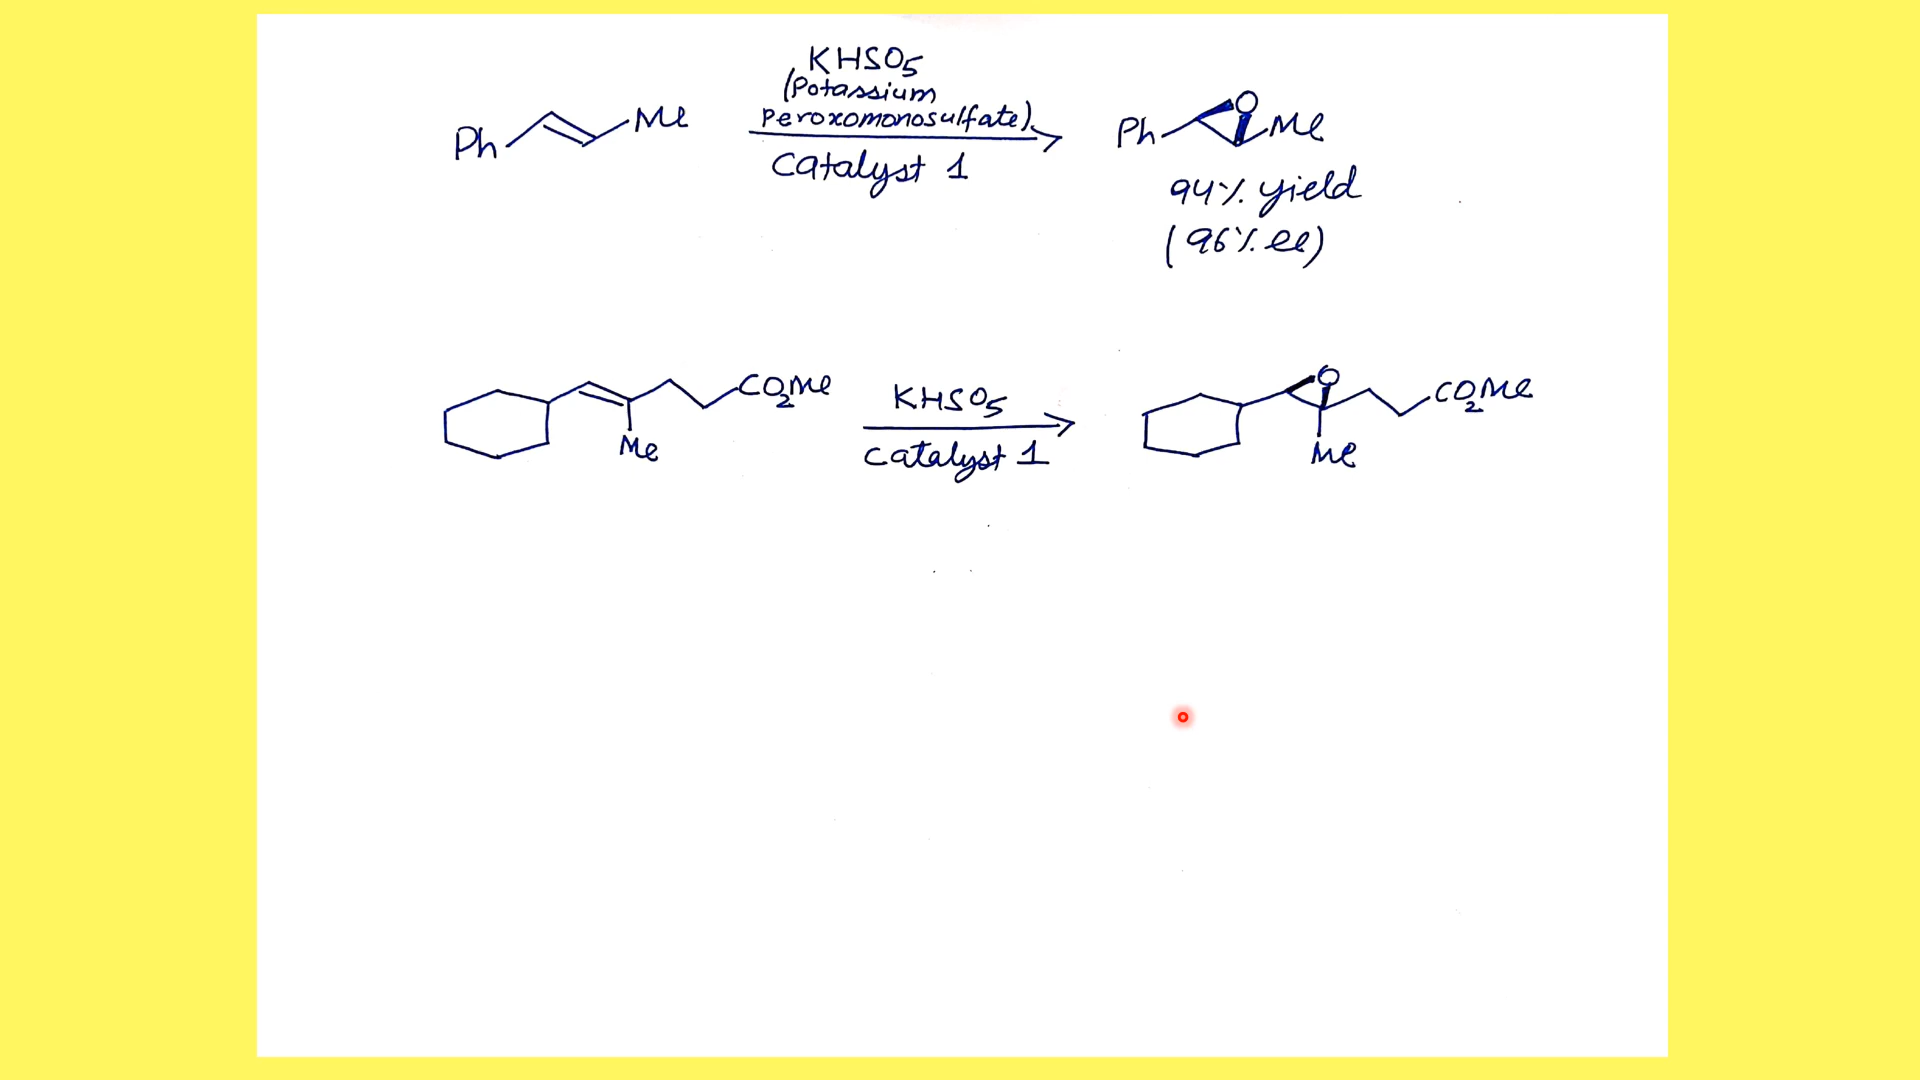 KHSO5
(Potassium
Peroxomonosulfate)
Ph Me
Catalyst 1
Ph O Me
94% yield
(96% ee)
CO2Me
Me
KHSO5
Catalyst 1
O
CO2Me
Me